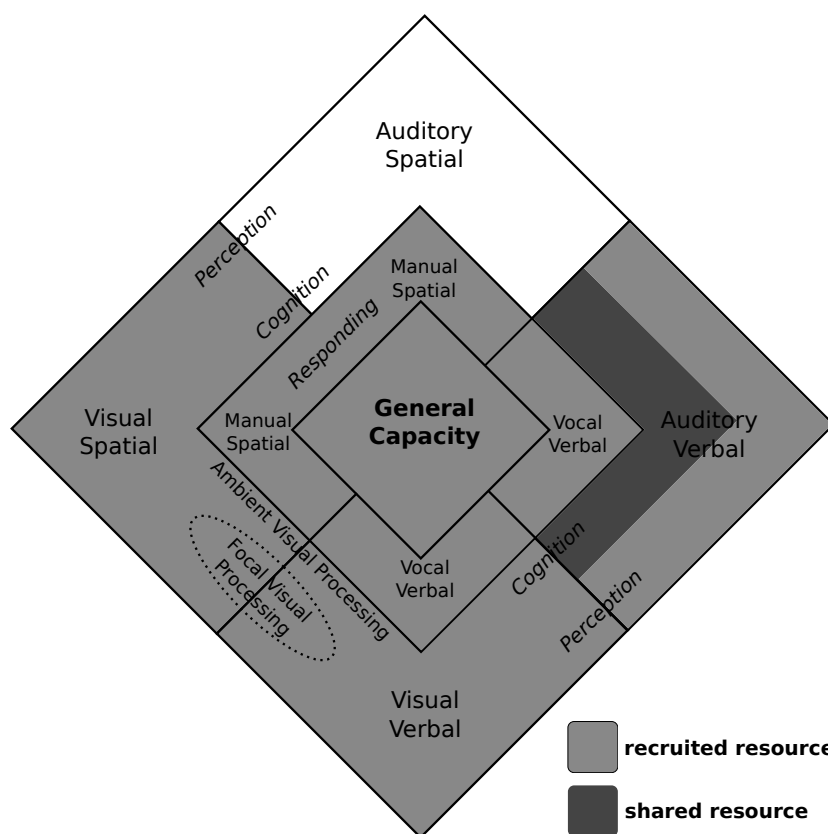 Auditory
Spatial
Perception
Cognition
Manual
Spatial
Responding
Visual
Spatial
Manual
Spatial
General
Capacity
Vocal
Verbal
Auditory
Verbal
Ambient Visual Processing
Focal Visual
Processing
Vocal
Verbal
Cognition
Perception
Visual
Verbal
recruited resource
shared resource